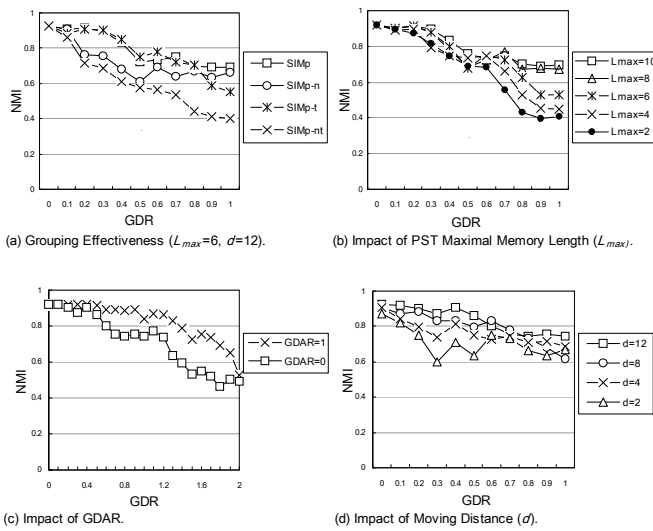 1
0.8
0.6
0.4
0.2
0
NMI
0 0.1 0.2 0.3 0.4 0.5 0.6 0.7 0.8 0.9 1
GDR
SIMp
SIMp-n
SIMp-t
SIMp-nt
(a) Grouping Effectiveness (Lmax=6, d=12).
1
0.8
0.6
0.4
0.2
0
NMI
0 0.1 0.2 0.3 0.4 0.5 0.6 0.7 0.8 0.9 1
GDR
Lmax=10
Lmax=8
Lmax=6
Lmax=4
Lmax=2
(b) Impact of PST Maximal Memory Length (Lmax).
1
0.8
0.6
0.4
0.2
0
NMI
0 0.4 0.8 1.2 1.6 2
GDR
GDAR=1
GDAR=0
(c) Impact of GDAR.
1
0.8
0.6
0.4
0.2
0
NMI
0 0.1 0.2 0.3 0.4 0.5 0.6 0.7 0.8 0.9 1
GDR
d=12
d=8
d=4
d=2
(d) Impact of Moving Distance (d).